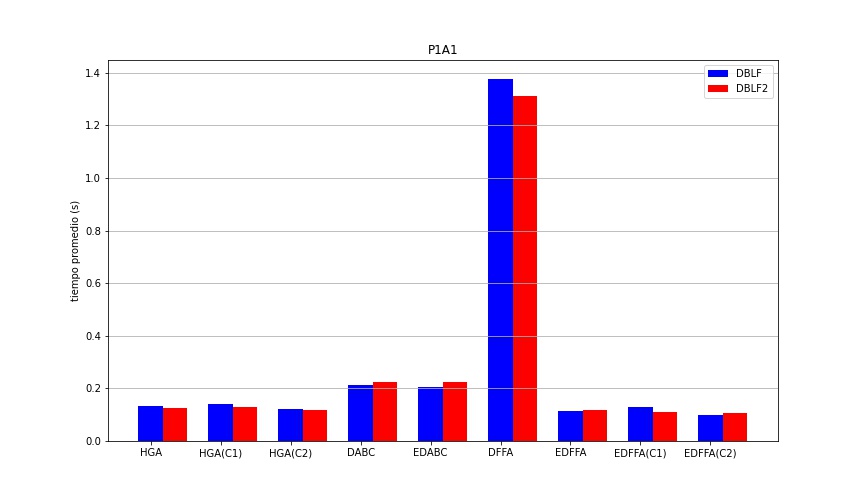 P1A1
DBLF
DBLF2
tiempo promedio (s)
1.4
1.2
1.0
0.8
0.6
0.4
0.2
0.0
HGA
HGA(C1)
HGA(C2)
DABC
EDABC
DFFA
EDFFA
EDFFA(C1)
EDFFA(C2)